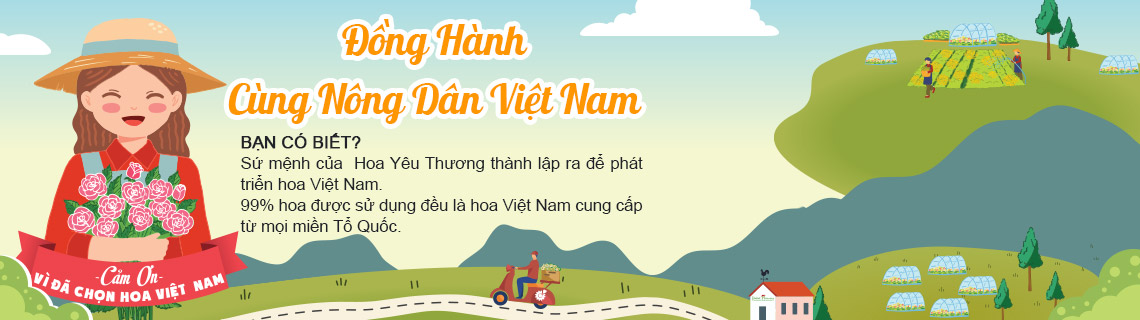 Đồng Hành
Cùng Nông Dân Việt Nam
BẠN CÓ BIẾT?
Sứ mệnh của Hoa Yêu Thương thành lập ra để phát
triển hoa Việt Nam.
99% hoa được sử dụng đều là hoa Việt Nam cung cấp
từ mọi miền Tổ Quốc.
-Cảm Ơn-
VÌ ĐÃ CHỌN HOA VIỆT NAM